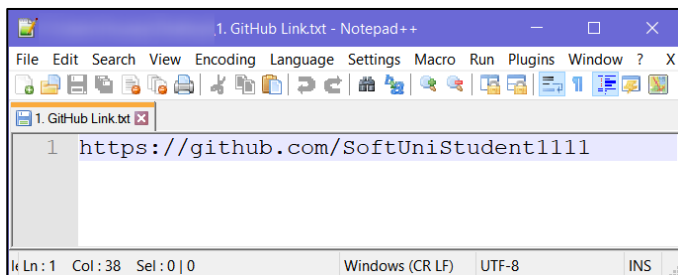 1. GitHub Link.txt - Notepad++
File Edit Search View Encoding Language Settings Macro Run Plugins Window ? X
1. GitHub Link.txt
1 https://github.com/SoftUniStudent1111
Ln : 1 Col : 38 Sel : 0 | 0 Windows (CR LF) UTF-8 INS